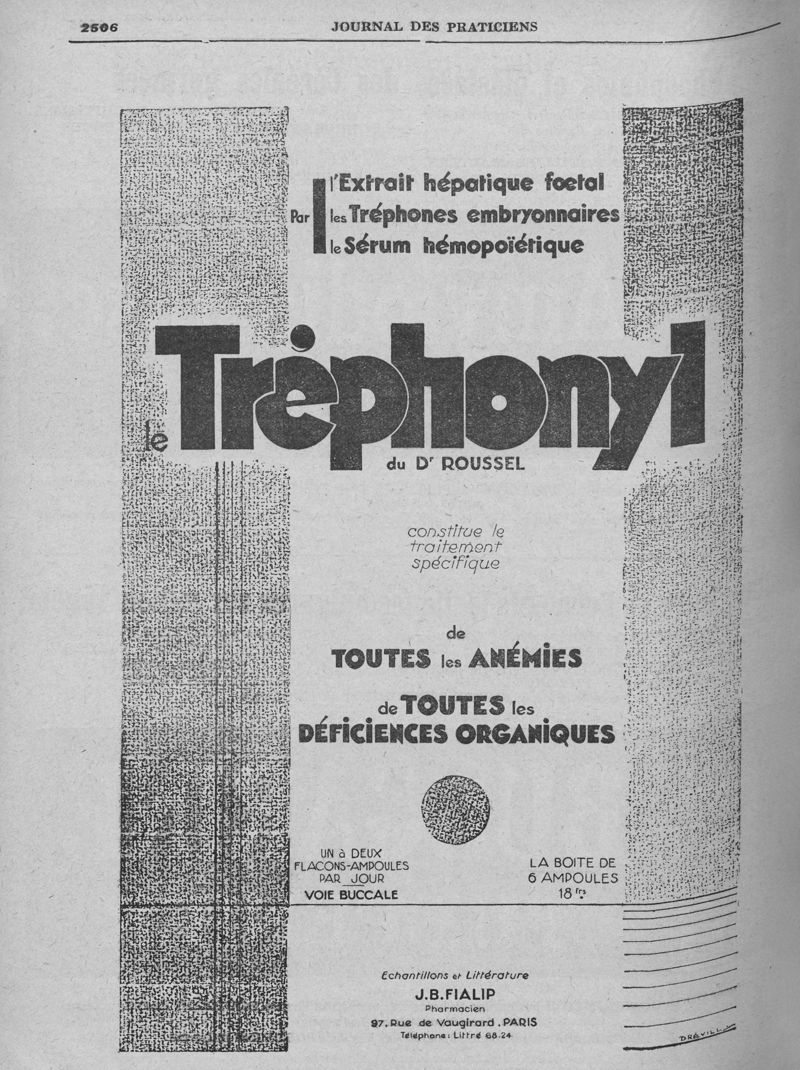 2506 JOURNAL DES PRATICIENS
l'Extrait hépatique foetal
Par les Tréphones embryonnaires
le Sérum hémopoïétique
le Tréphonyl
du Dr ROUSSEL
constitue le
traitement
spécifique
de
TOUTES les ANÉMIES
de TOUTES les
DÉFICIENCES ORGANIQUES
UN à DEUX
FLACONS-AMPOULES
PAR JOUR
VOIE BUCCALE
LA BOITE DE
6 AMPOULES
18 frs.
Echantillons et Littérature
J.B.FIALIP
Pharmacien
97, Rue de Vaugirard . PARIS
Téléphone : Littré 68.24